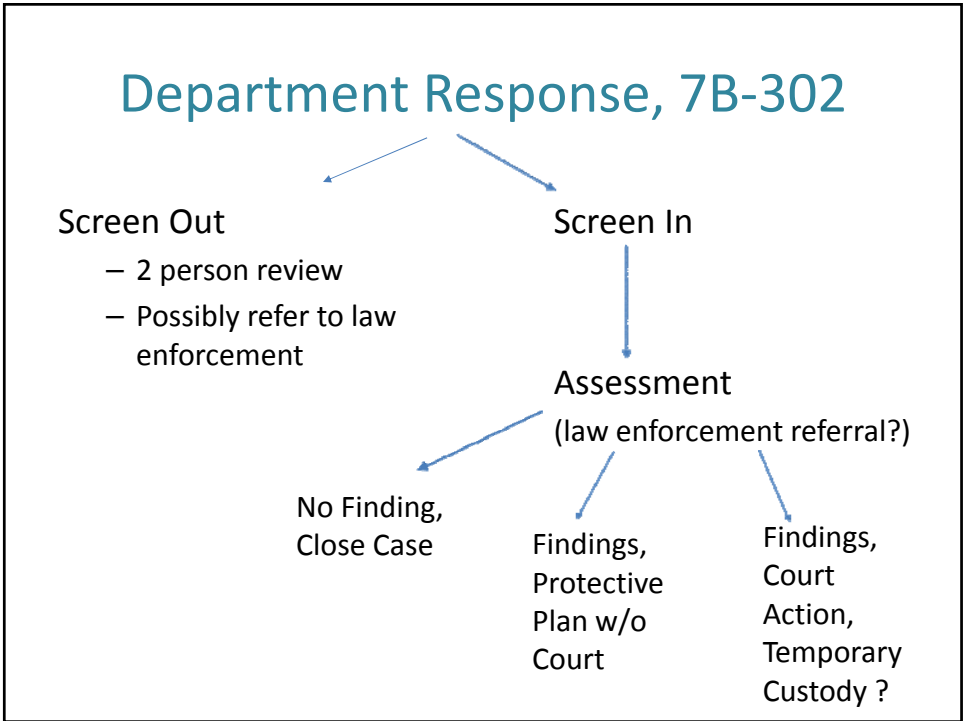 Department Response, 7B-302
Screen Out
– 2 person review
– Possibly refer to law
enforcement
Screen In
Assessment
(law enforcement referral?)
No Finding,
Close Case
Findings,
Protective
Plan w/o
Court
Findings,
Court
Action,
Temporary
Custody ?